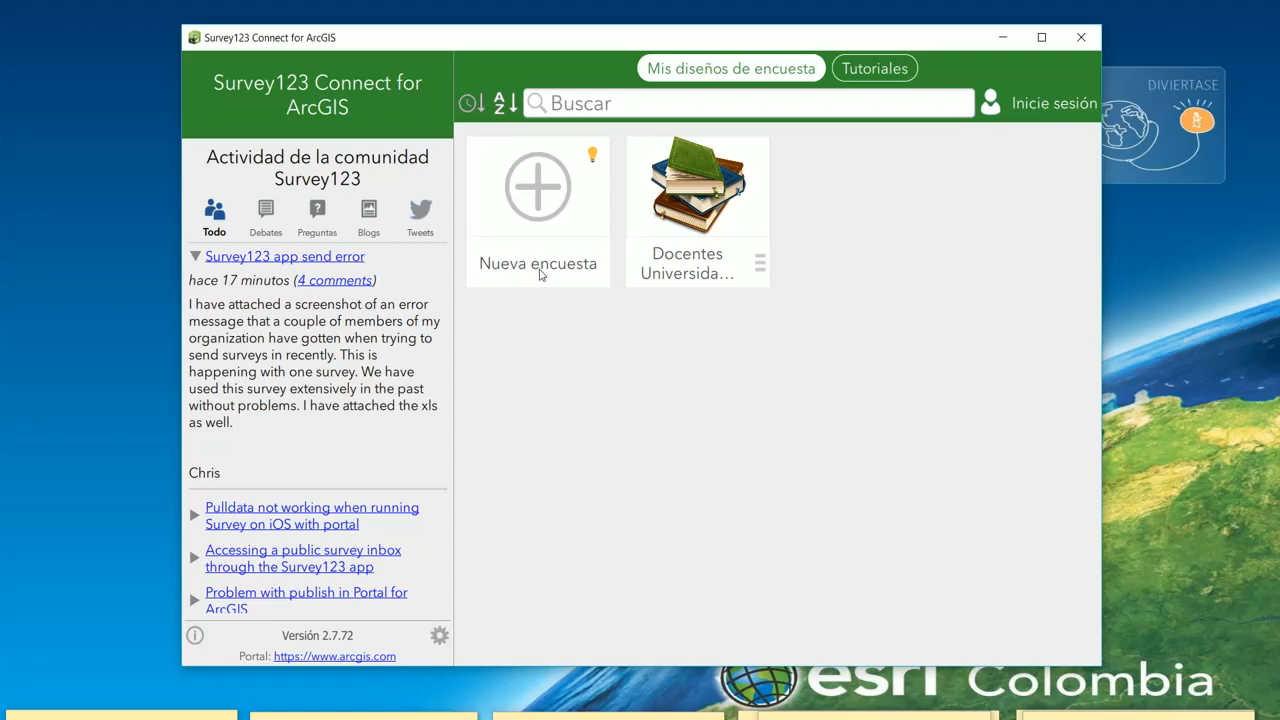 Survey123 Connect for ArcGIS
Survey123 Connect for
ArcGIS
Mis diseños de encuesta
Tutoriales
A
Z
Buscar
Inicie sesión
DIVIERTASE
Actividad de la comunidad
Survey123
Todo
Debates
Preguntas
Blogs
Tweets
Survey123 app send error
hace 17 minutos (4 comments)
I have attached a screenshot of an error
message that a couple of members of my
organization have gotten when trying to
send surveys in recently. This is
happening with one survey. We have
used this survey extensively in the past
without problems. I have attached the xls
as well.
Chris
Pulldata not working when running
Survey on iOS with portal
Accessing a public survey inbox
through the Survey123 app
Problem with publish in Portal for
ArcGIS
Versión 2.7.72
Portal: https://www.arcgis.com
Nueva encuesta
Docentes
Universida...
esri Colombia